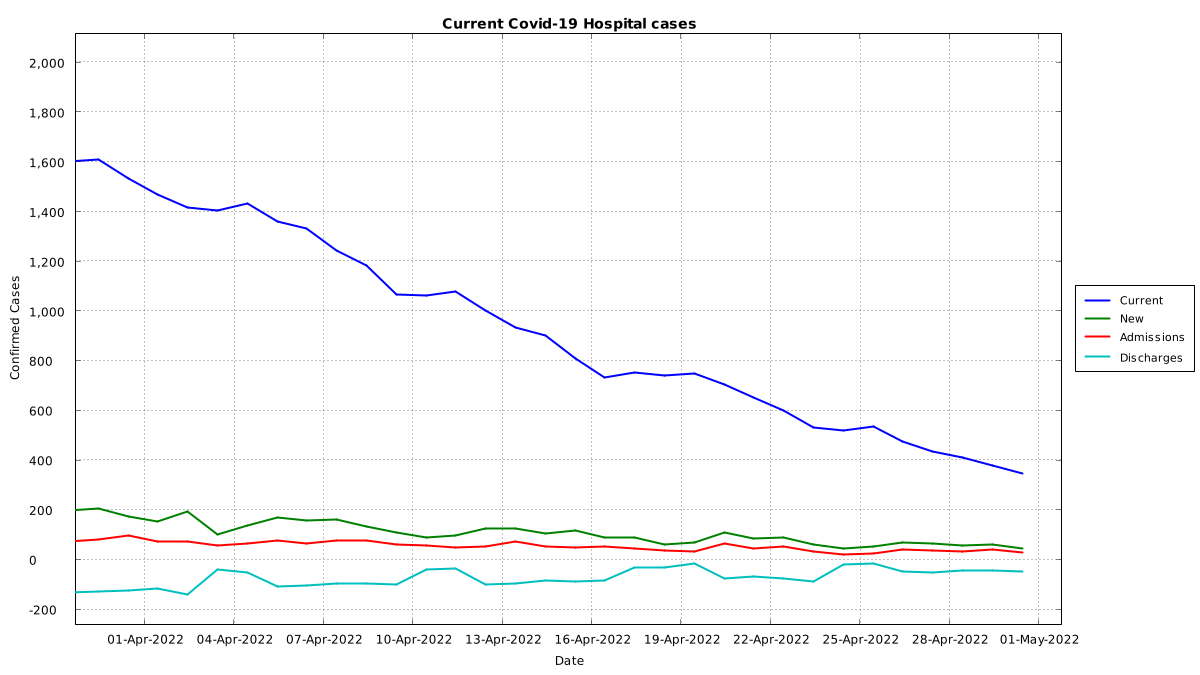 Current Covid-19 Hospital cases
2,000
1,800
1,600
1,400
1,200
1,000
800
600
400
200
0
-200
Confirmed Cases
01-Apr-2022 04-Apr-2022 07-Apr-2022 10-Apr-2022 13-Apr-2022 16-Apr-2022 19-Apr-2022 22-Apr-2022 25-Apr-2022 28-Apr-2022 01-May-2022
Date
Current
New
Admissions
Discharges